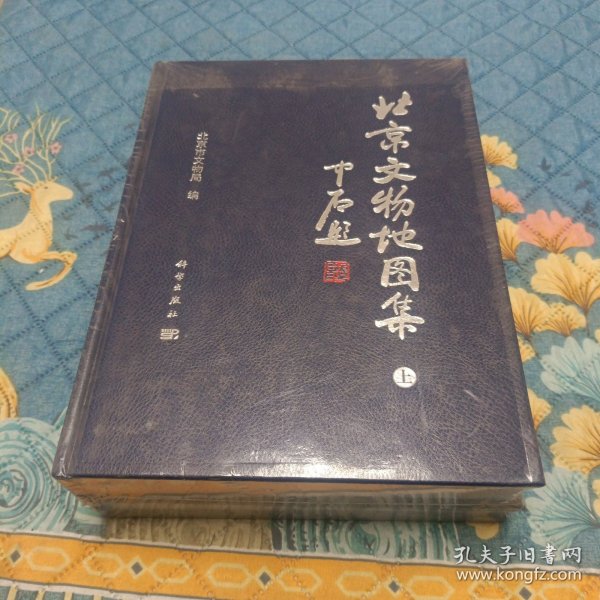 北京文物地图集
上
中石题
北京市文物局 编
科学出版社
孔夫子旧书网
www.kongfz.com